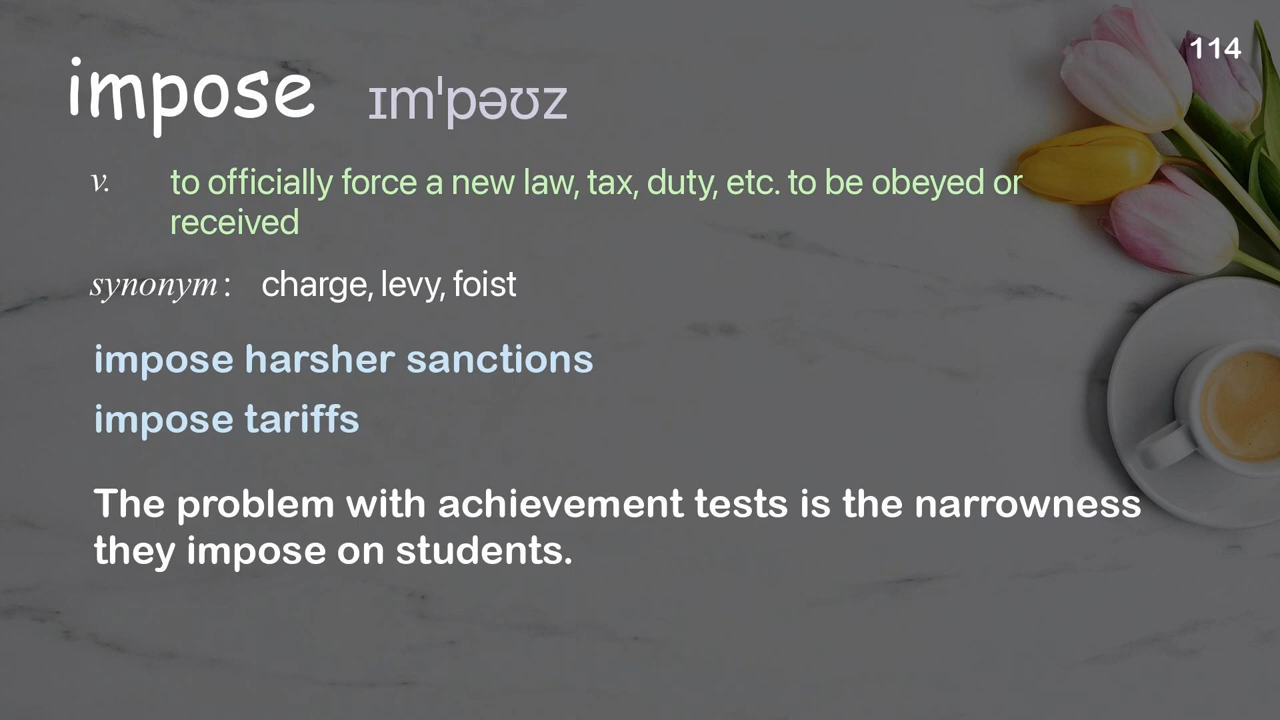 114
impose ɪmˈpəʊz
v. to officially force a new law, tax, duty, etc. to be obeyed or
received
synonym: charge, levy, foist
impose harsher sanctions
impose tariffs
The problem with achievement tests is the narrowness
they impose on students.